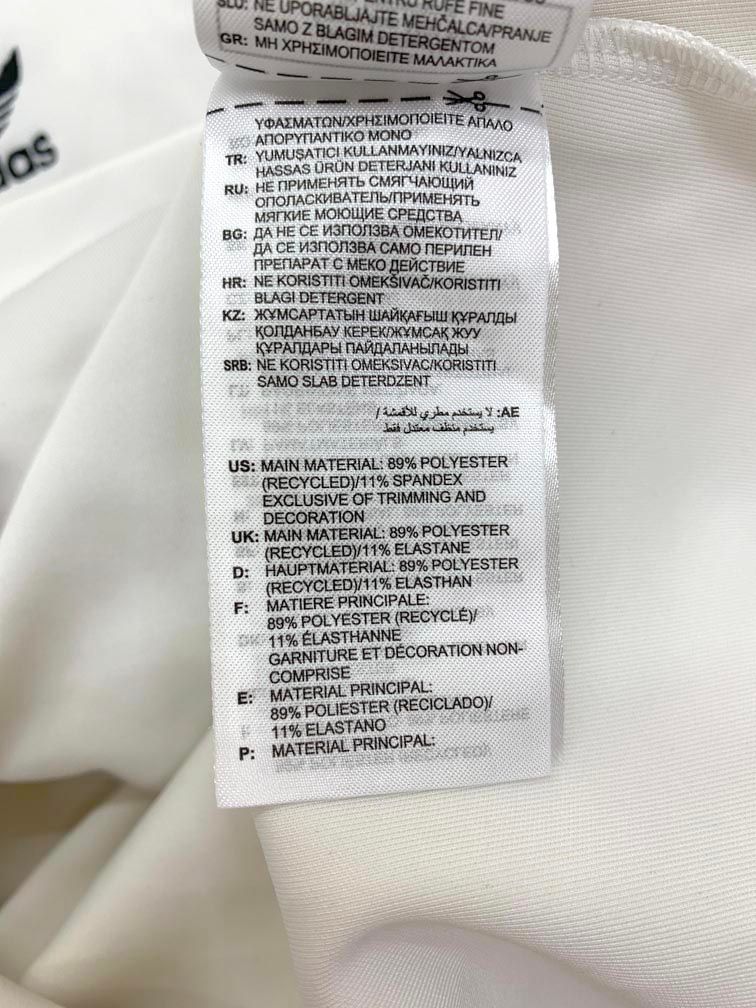 das
RUFE FINE
SLO: NE UPORABLJAJTE MEHČALCA/PRANJE
SAMO Z BLAGIM DETERGENTOM
GR: ΜΗ ΧΡΗΣΙΜΟΠΟΙΕΙΤΕ ΜΑΛΑΚΤΙΚΑ
ΥΦΑΣΜΑΤΩΝ/ΧΡΗΣΙΜΟΠΟΙΕΙΤΕ ΑΠΑΛΟ
ΑΠΟΡΥΠΑΝΤΙΚΟ ΜΟΝΟ
TR: YUMUŞATICI KULLANMAYINIZ/YALNIZCA
HASSAS ÜRÜN DETERJANI KULLANINIZ
RU: НЕ ПРИМЕНЯТЬ СМЯГЧАЮЩИЙ
ОПОЛАСКИВАТЕЛЬ/ПРИМЕНЯТЬ
МЯГКИЕ МОЮЩИЕ СРЕДСТВА
BG: ДА НЕ СЕ ИЗПОЛЗВА ОМЕКОТИТЕЛ/
ДА СЕ ИЗПОЛЗВА САМО ПЕРИЛЕН
ПРЕПАРАТ С МЕКО ДЕЙСТВИЕ
HR: NE KORISTITI OMEKŠIVAČ/KORISTITI
BLAGI DETERGENT
KZ: ЖҰМСАРТАТЫН ШАЙҚАҒЫШ ҚҰРАЛДЫ
ҚОЛДАНБАУ КЕРЕК/ЖҰМСАҚ ЖУУ
ҚҰРАЛДАРЫ ПАЙДАЛАНЫЛАДЫ
SRB: NE KORISTITI OMEKSIVAC/KORISTITI
SAMO SLAB DETERDZENT
AE: لا يستخدم مطري للأقمشة /
يستخدم منظف معتدل فقط
US: MAIN MATERIAL: 89% POLYESTER
(RECYCLED)/11% SPANDEX
EXCLUSIVE OF TRIMMING AND
DECORATION
UK: MAIN MATERIAL: 89% POLYESTER
(RECYCLED)/11% ELASTANE
D: HAUPTMATERIAL: 89% POLYESTER
(RECYCLED)/11% ELASTHAN
F: MATIERE PRINCIPALE:
89% POLYESTER (RECYCLÉ)/
11% ÉLASTHANNE
GARNITURE ET DÉCORATION NON-
COMPRISE
E: MATERIAL PRINCIPAL:
89% POLIESTER (RECICLADO)/
11% ELASTANO
P: MATERIAL PRINCIPAL: